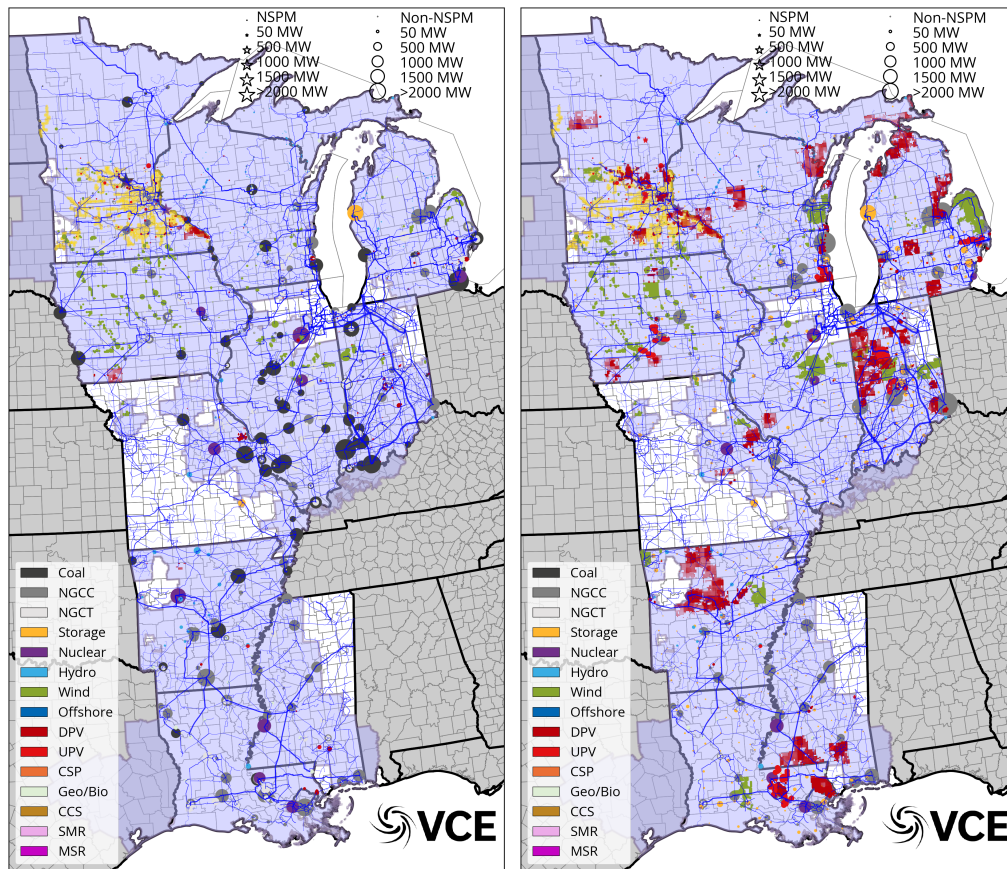 NSPM
50 MW
500 MW
1000 MW
1500 MW
>2000 MW
Non-NSPM
50 MW
500 MW
1000 MW
1500 MW
>2000 MW
Coal
NGCC
NGCT
Storage
Nuclear
Hydro
Wind
Offshore
DPV
UPV
CSP
Geo/Bio
CCS
SMR
MSR
VCE
NSPM
50 MW
500 MW
1000 MW
1500 MW
>2000 MW
Non-NSPM
50 MW
500 MW
1000 MW
1500 MW
>2000 MW
Coal
NGCC
NGCT
Storage
Nuclear
Hydro
Wind
Offshore
DPV
UPV
CSP
Geo/Bio
CCS
SMR
MSR
VCE